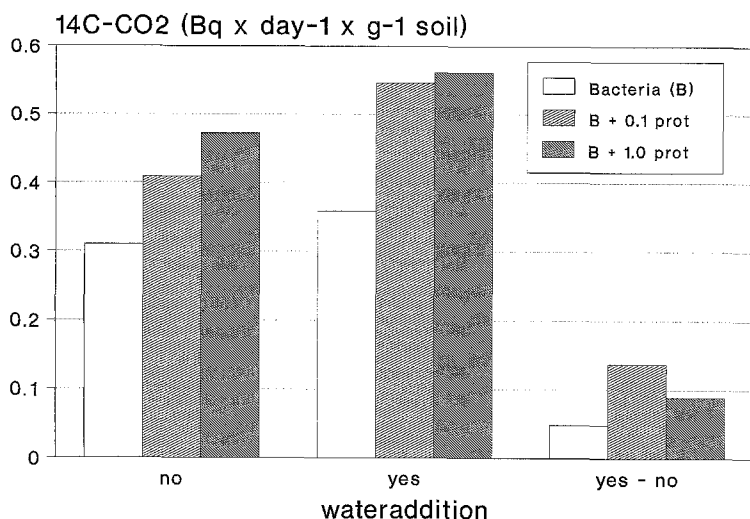 14C-CO2 (Bq x day-1 x g-1 soil)
0.6
0.5
0.4
0.3
0.2
0.1
0
Bacteria (B)
B + 0.1 prot
B + 1.0 prot
no yes yes - no
wateraddition